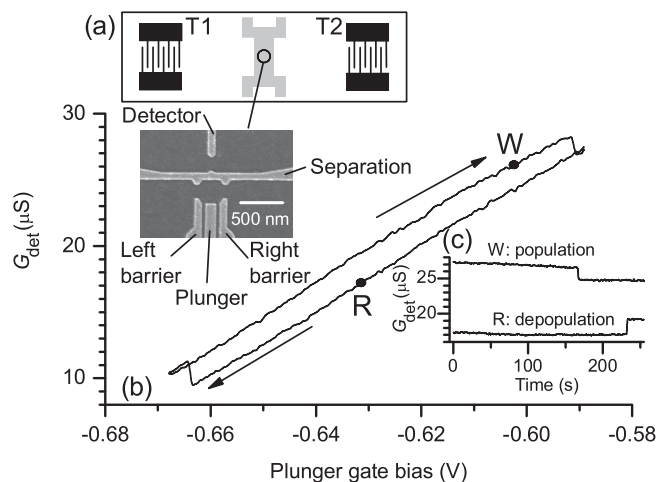 (a)
T1
T2
Detector
Separation
500 nm
Left
barrier
Plunger
Right
barrier
W
R
(b)
(c)
W: population
R: depopulation
G det (μS)
25
20
0
100
200
Time (s)
G det (μS)
30
20
10
-0.68
-0.66
-0.64
-0.62
-0.60
-0.58
Plunger gate bias (V)